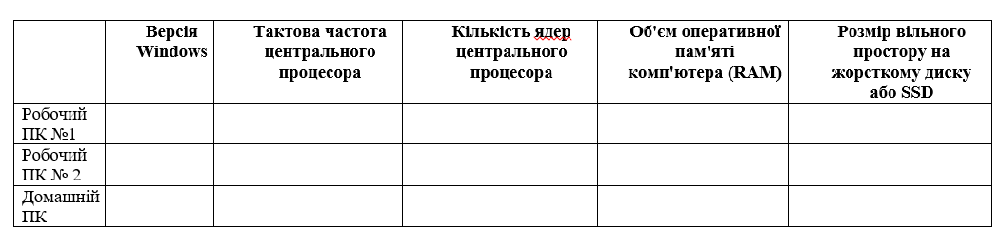 Версія
Windows
Тактова частота
центрального
процесора
Кількість ядер
центрального
процесора
Об'єм оперативної
пам'яті
комп'ютера (RAM)
Розмір вільного
простору на
жорсткому диску
або SSD
Робочий
ПК №1
Робочий
ПК № 2
Домашній
ПК